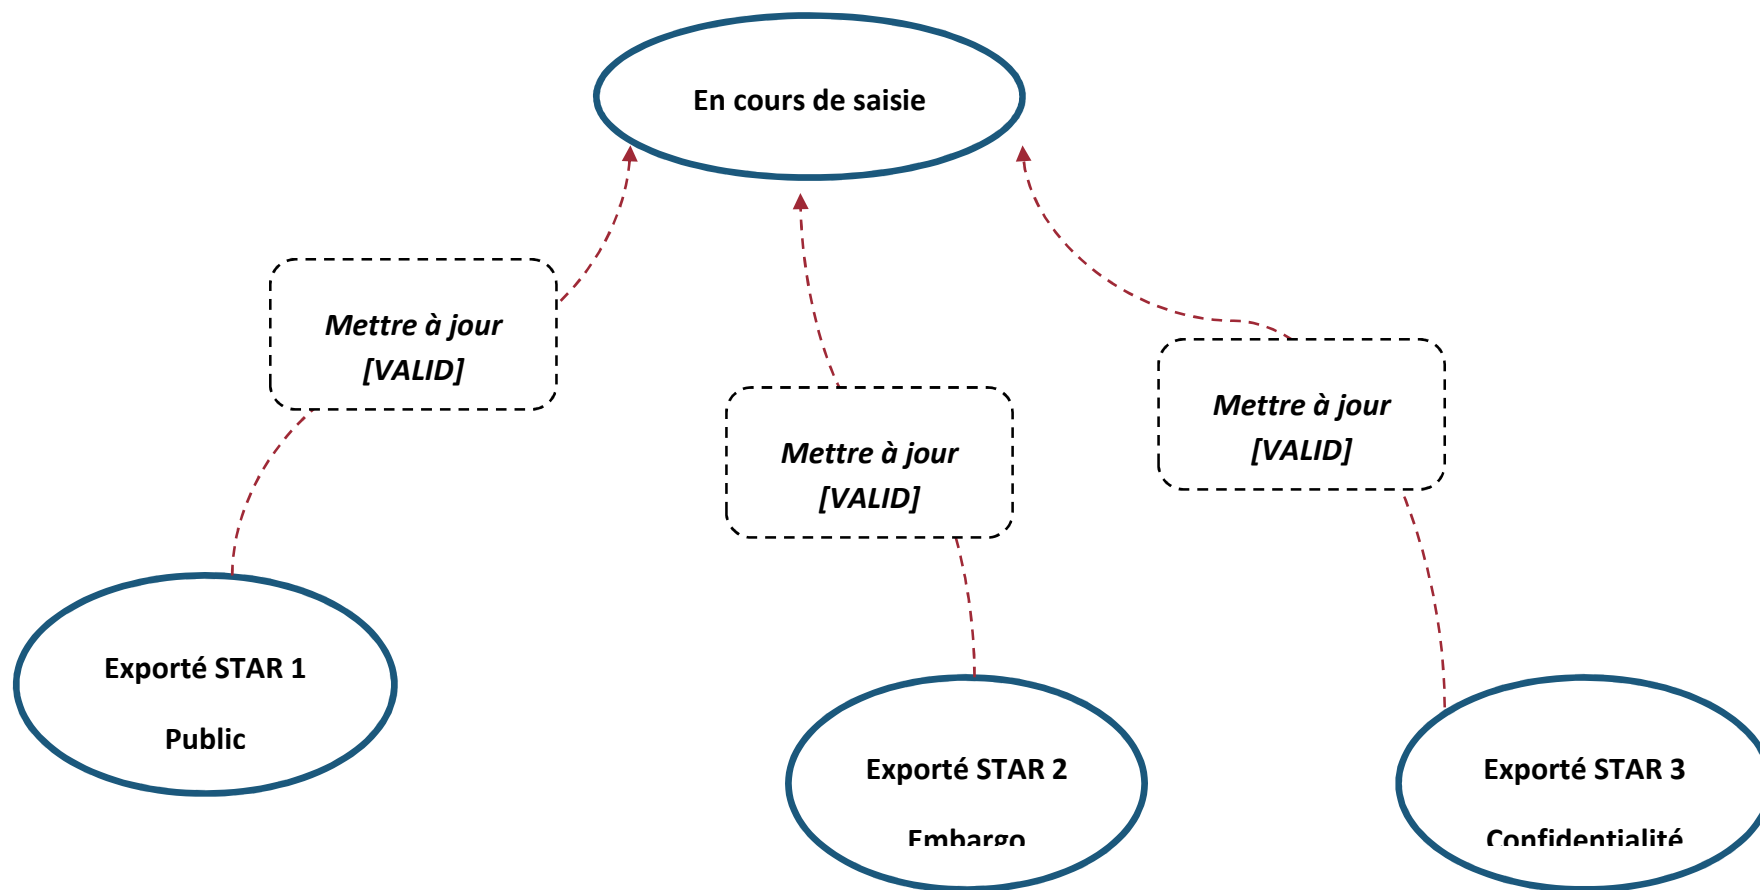 En cours de saisie
Mettre à jour
[VALID]
Mettre à jour
[VALID]
Mettre à jour
[VALID]
Exporté STAR 1
Public
Exporté STAR 2
Embargo
Exporté STAR 3
Confidentialité